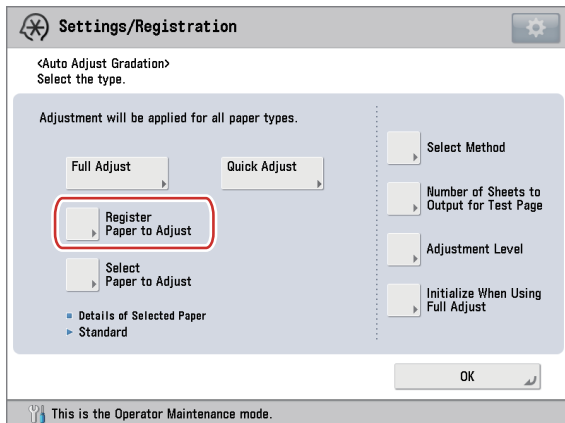 Settings/Registration
<Auto Adjust Gradation>
Select the type.
Adjustment will be applied for all paper types.
Full Adjust
Quick Adjust
Register
Paper to Adjust
Select
Paper to Adjust
Details of Selected Paper
Standard
Select Method
Number of Sheets to
Output for Test Page
Adjustment Level
Initialize When Using
Full Adjust
OK
This is the Operator Maintenance mode.